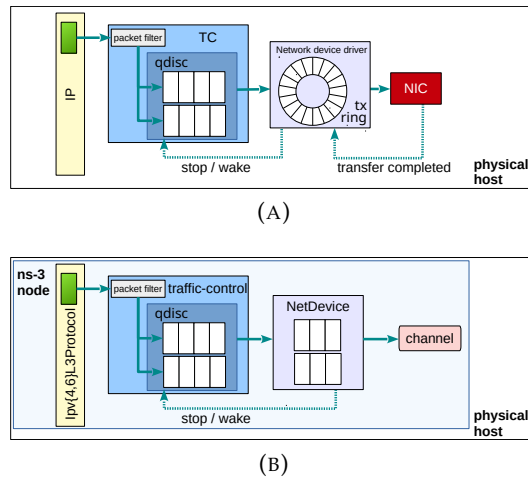 IP
packet filter
TC
qdisc
Network device driver
tx
ring
NIC
stop / wake
transfer completed
physical
host
(A)
ns-3
node
Ipv{4,6}L3Protocol
packet filter
traffic-control
qdisc
NetDevice
channel
stop / wake
physical
host
(B)